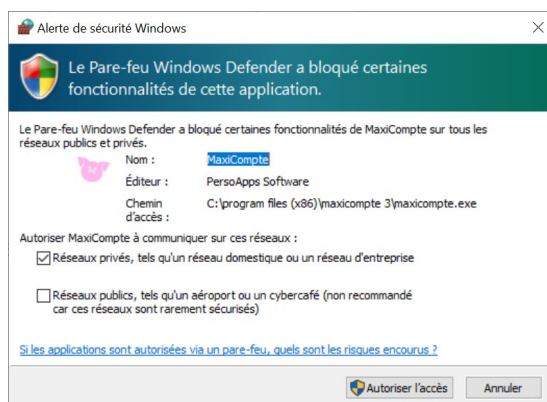 Alerte de sécurité Windows
Le Pare-feu Windows Defender a bloqué certaines
fonctionnalités de cette application.
Le Pare-feu Windows Defender a bloqué certaines fonctionnalités de MaxiCompte sur tous les
réseaux publics et privés.
Nom : MaxiCompte
Éditeur : PersoApps Software
Chemin C:\program files (x86)\maxicompte 3\maxicompte.exe
d'accès :
Autoriser MaxiCompte à communiquer sur ces réseaux :
Réseaux privés, tels qu'un réseau domestique ou un réseau d'entreprise
Réseaux publics, tels qu'un aéroport ou un cybercafé (non recommandé
car ces réseaux sont rarement sécurisés)
Si les applications sont autorisées via un pare-feu, quels sont les risques encourus ?
Autoriser l'accès Annuler